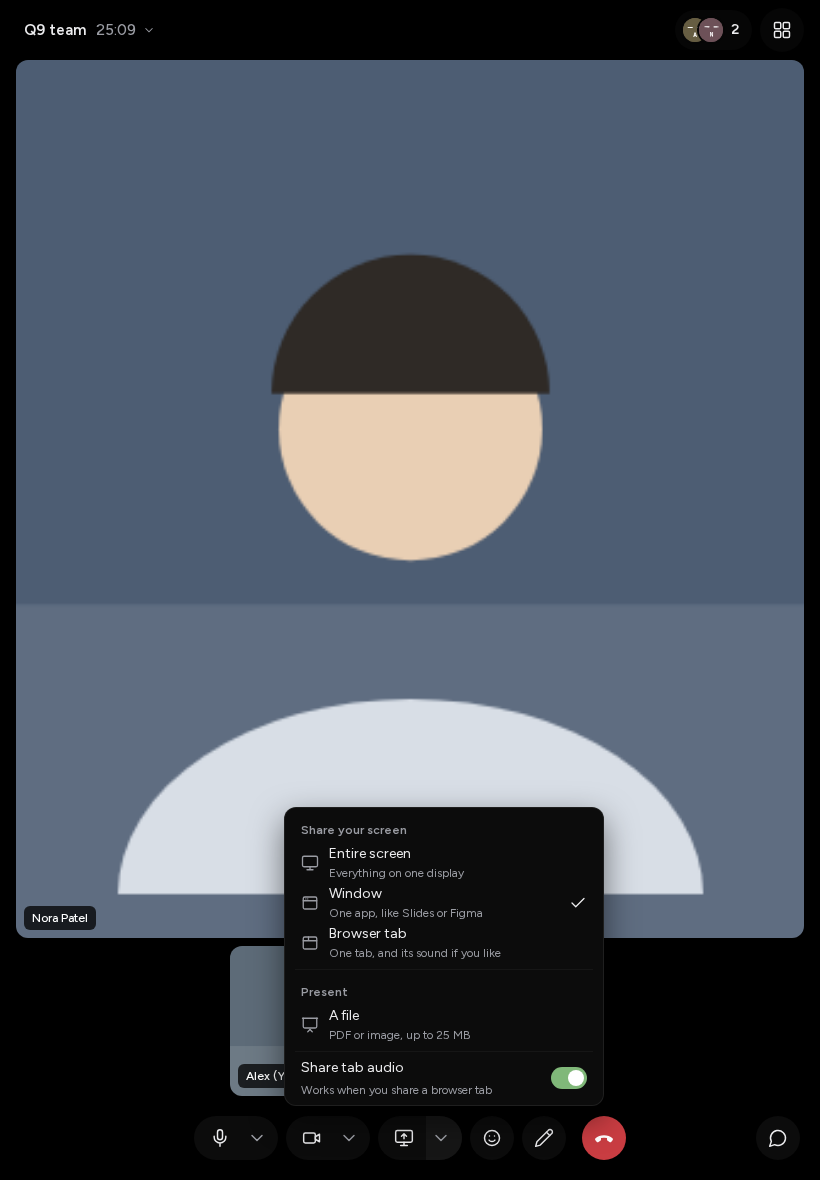 Q9 team 25:09
A N 2
Nora Patel
Share your screen
Entire screen
Everything on one display
Window
One app, like Slides or Figma
Browser tab
One tab, and its sound if you like
Present
A file
PDF or image, up to 25 MB
Share tab audio
Works when you share a browser tab
Alex (Y